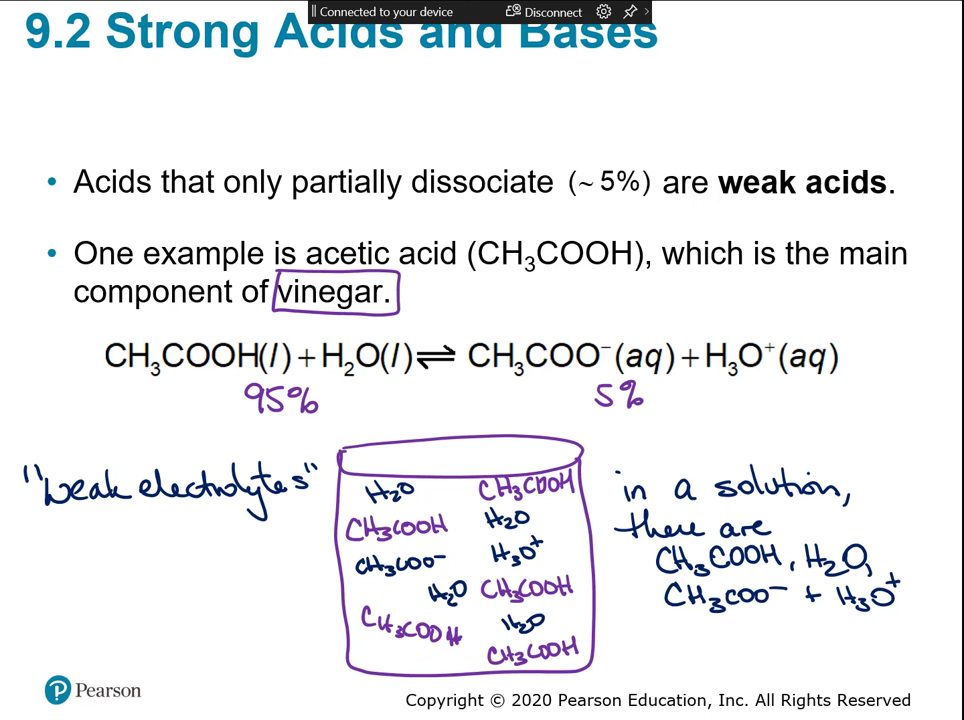 Connected to your device Disconnect
9.2 Strong Acids and Bases
• Acids that only partially dissociate (~ 5%) are weak acids.
• One example is acetic acid (CH₃COOH), which is the main
component of vinegar.
CH₃COOH(l) + H₂O(l) ⇌ CH₃COO⁻(aq) + H₃O⁺(aq)
95% 5%
"weak electrolytes"
H₂O CH₃COOH
CH₃COOH H₂O
CH₃COO⁻ H₃O⁺
H₂O CH₃COOH
CH₃COOH H₂O
CH₃COOH
in a solution,
there are
CH₃COOH, H₂O,
CH₃COO⁻ + H₃O⁺
P Pearson
Copyright © 2020 Pearson Education, Inc. All Rights Reserved